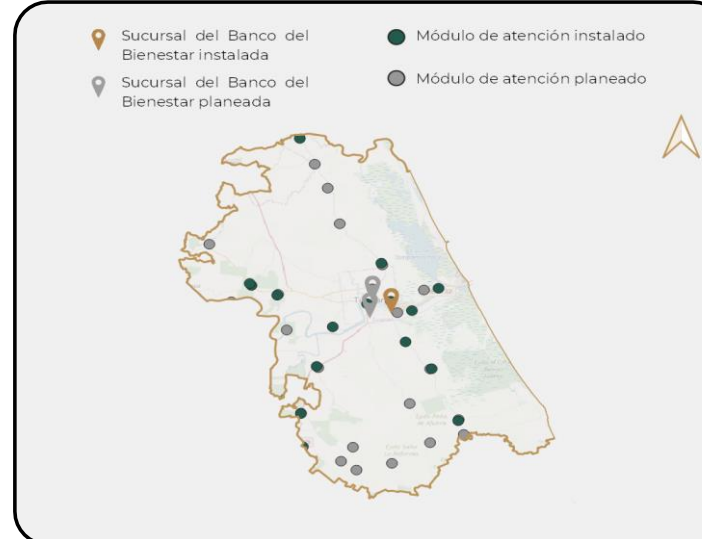 Sucursal del Banco del
Bienestar instalada
Sucursal del Banco del
Bienestar planeada
Módulo de atención instalado
Módulo de atención planeado